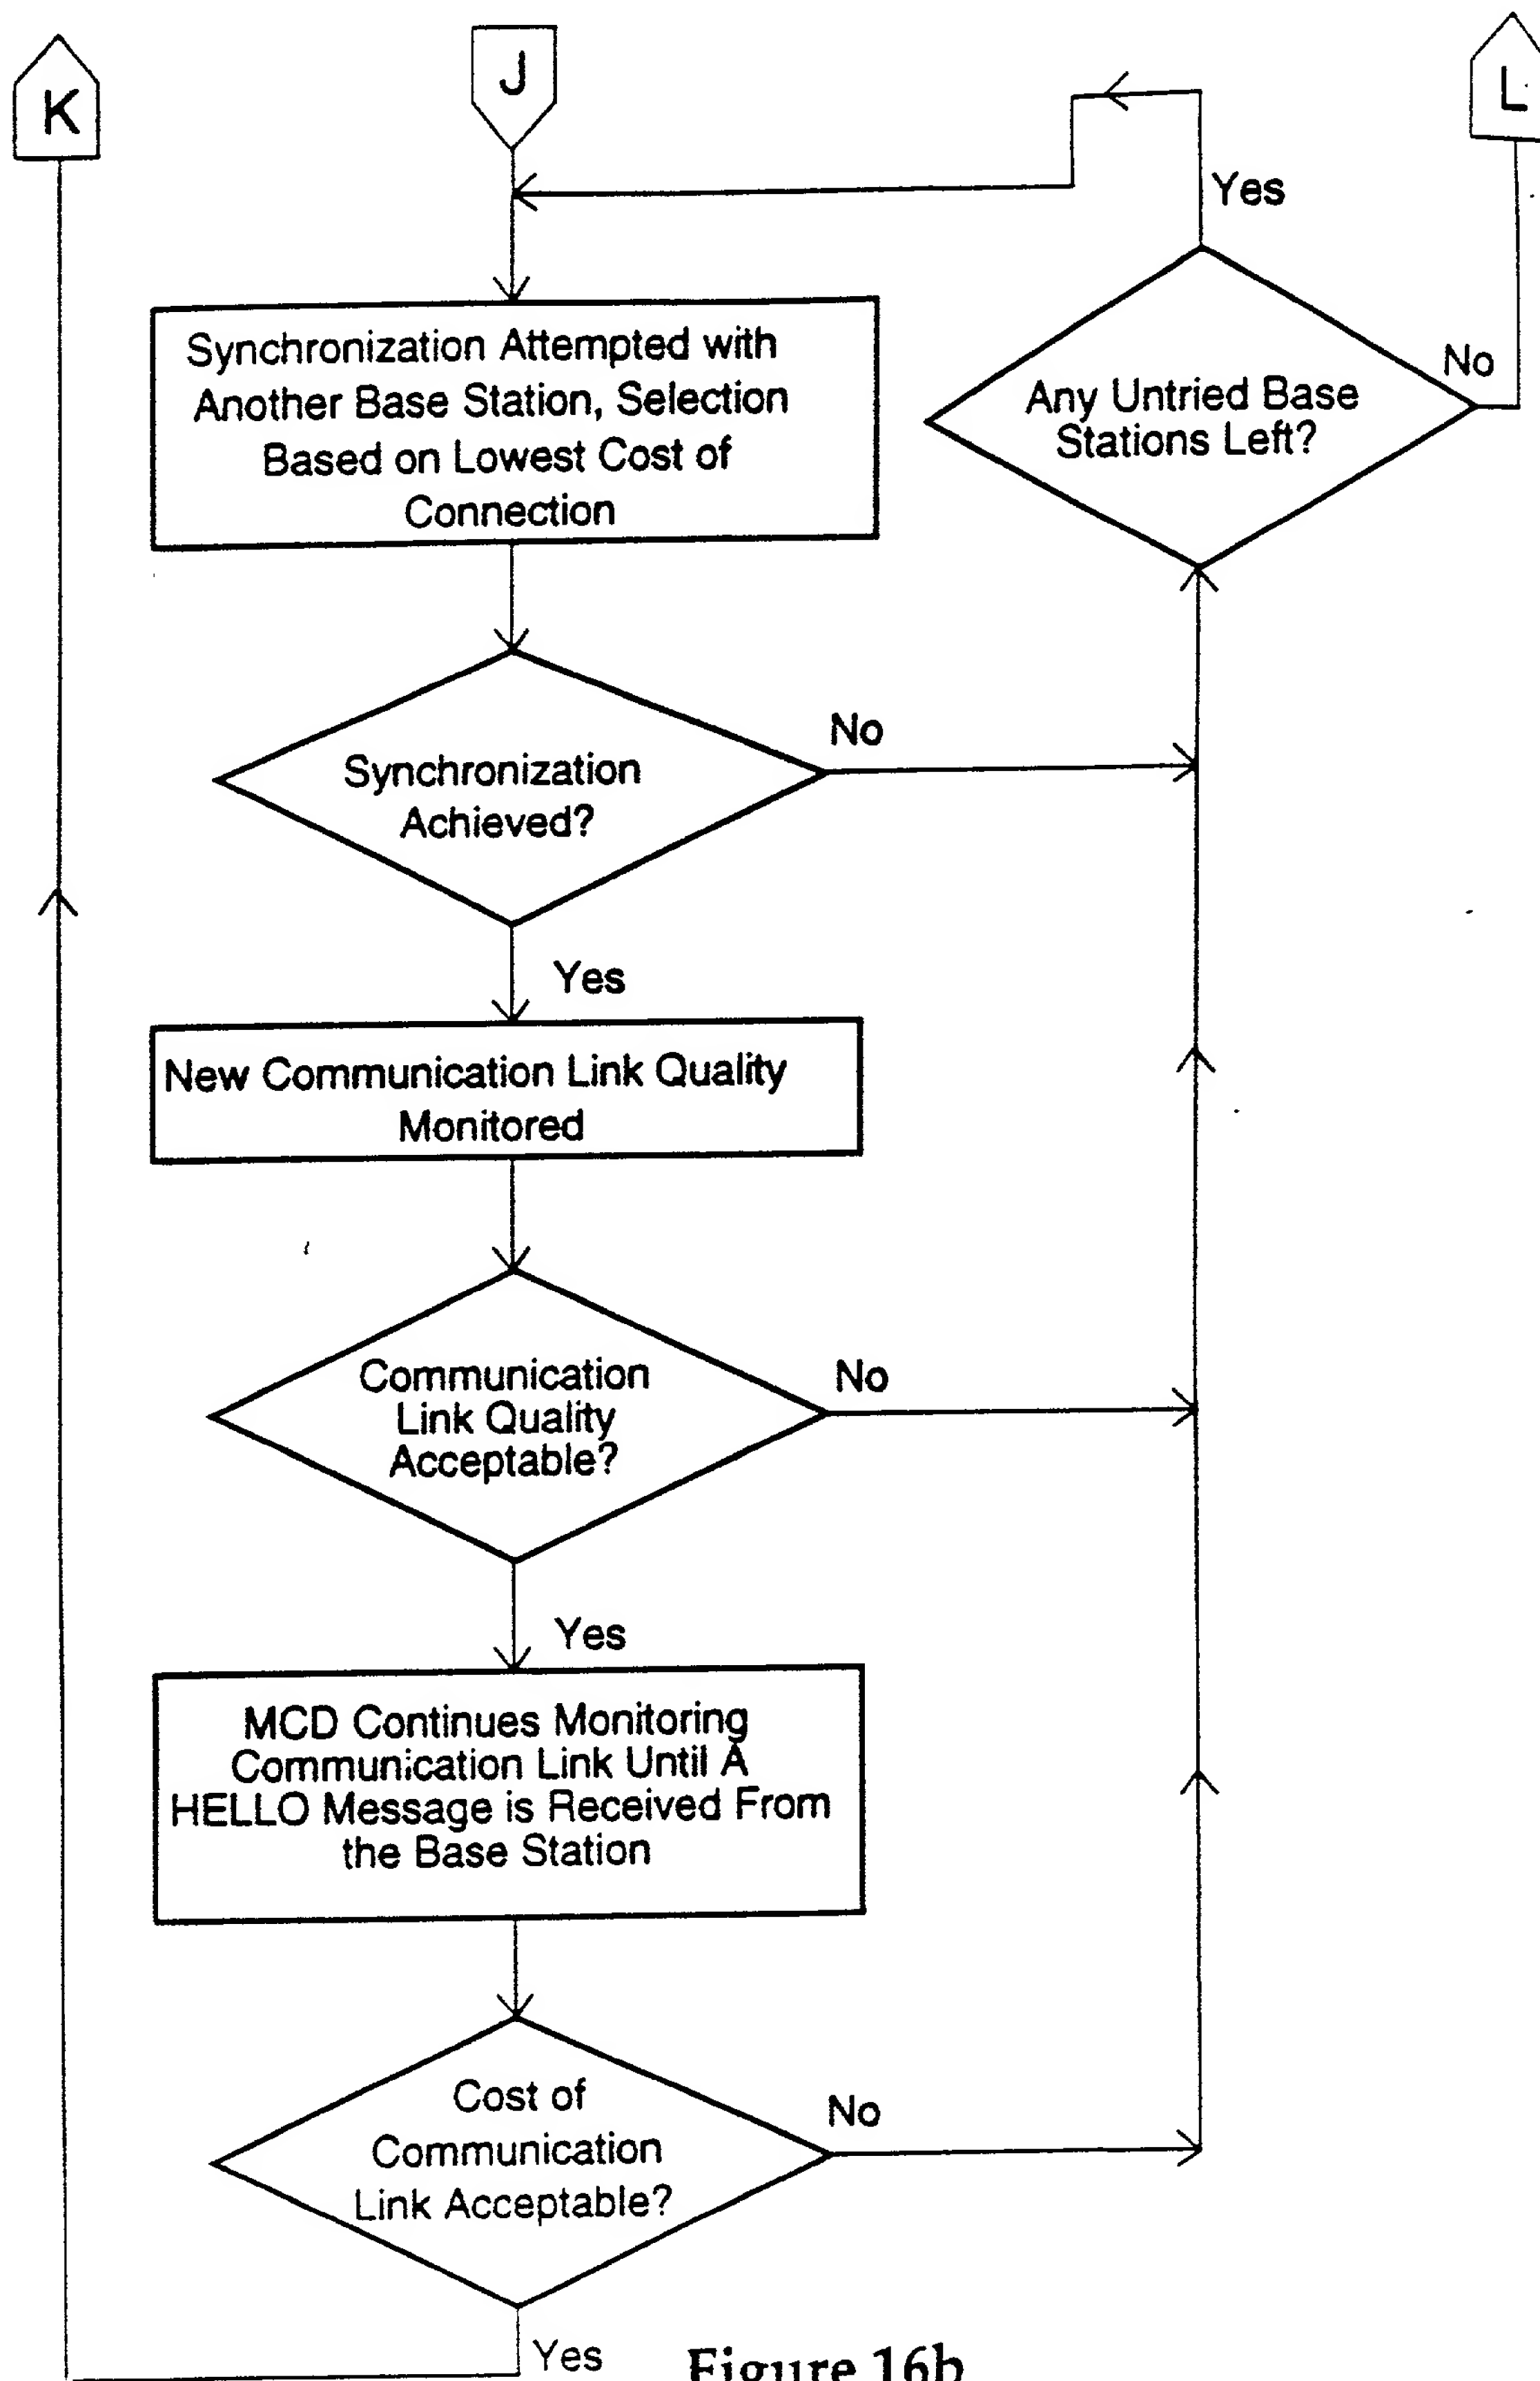 K
J
L
Yes
Synchronization Attempted with
Another Base Station, Selection
Based on Lowest Cost of
Connection
Any Untried Base
Stations Left?
No
Synchronization
Achieved?
No
Yes
New Communication Link Quality
Monitored
Communication
Link Quality
Acceptable?
No
Yes
MCD Continues Monitoring
Communication Link Until A
HELLO Message is Received From
the Base Station
Cost of
Communication
Link Acceptable?
No
Yes
Figure 16b